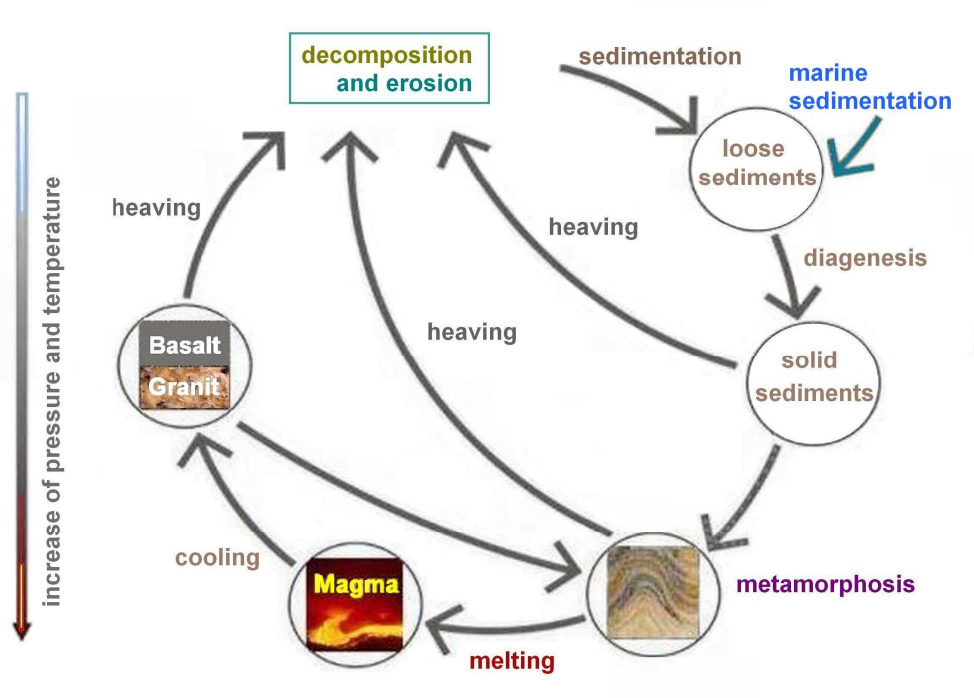 decomposition
and erosion
sedimentation
marine
sedimentation
loose
sediments
heaving
heaving
diagenesis
heaving
Basalt
Granit
solid
sediments
increase of pressure and temperature
cooling
Magma
metamorphosis
melting